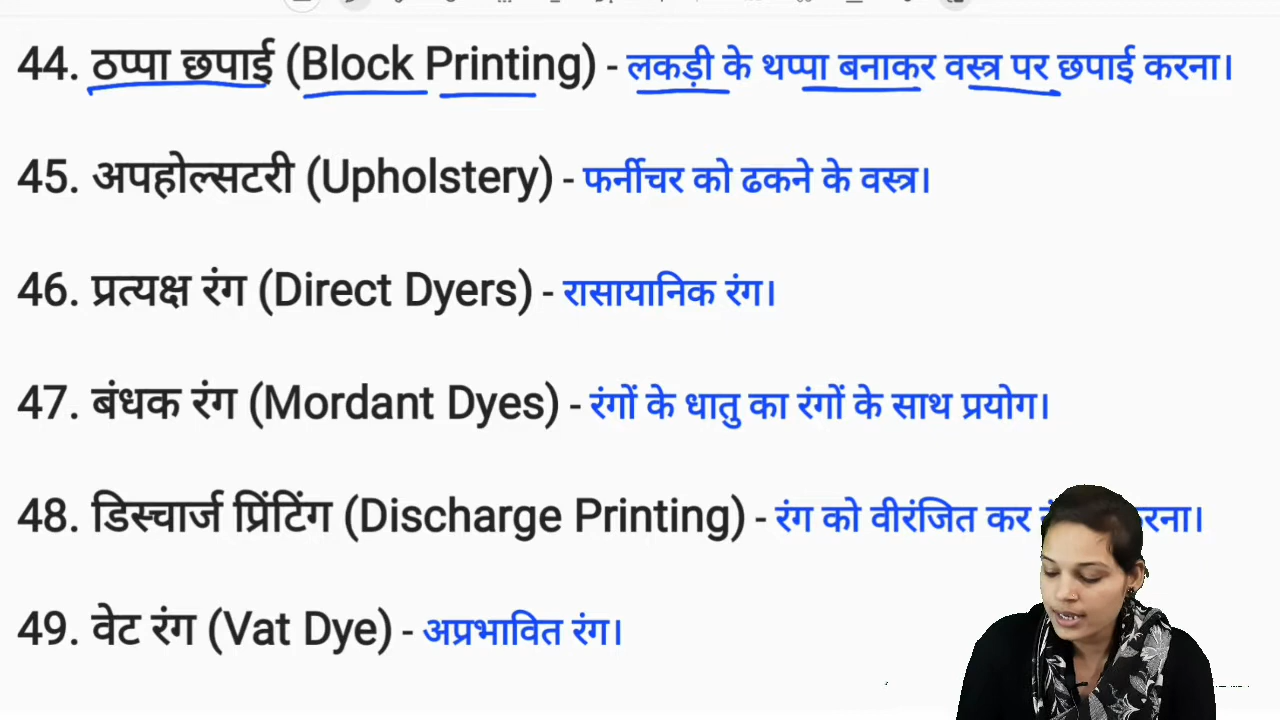 44. ठप्पा छपाई (Block Printing) - लकड़ी के थप्पा बनाकर वस्त्र पर छपाई करना।
45. अपहोल्सटरी (Upholstery) - फर्नीचर को ढकने के वस्त्र।
46. प्रत्यक्ष रंग (Direct Dyers) - रासायानिक रंग।
47. बंधक रंग (Mordant Dyes) - रंगों के धातु का रंगों के साथ प्रयोग।
48. डिस्चार्ज प्रिंटिंग (Discharge Printing) - रंग को वीरंजित कर
49. वेट रंग (Vat Dye) - अप्रभावित रंग।